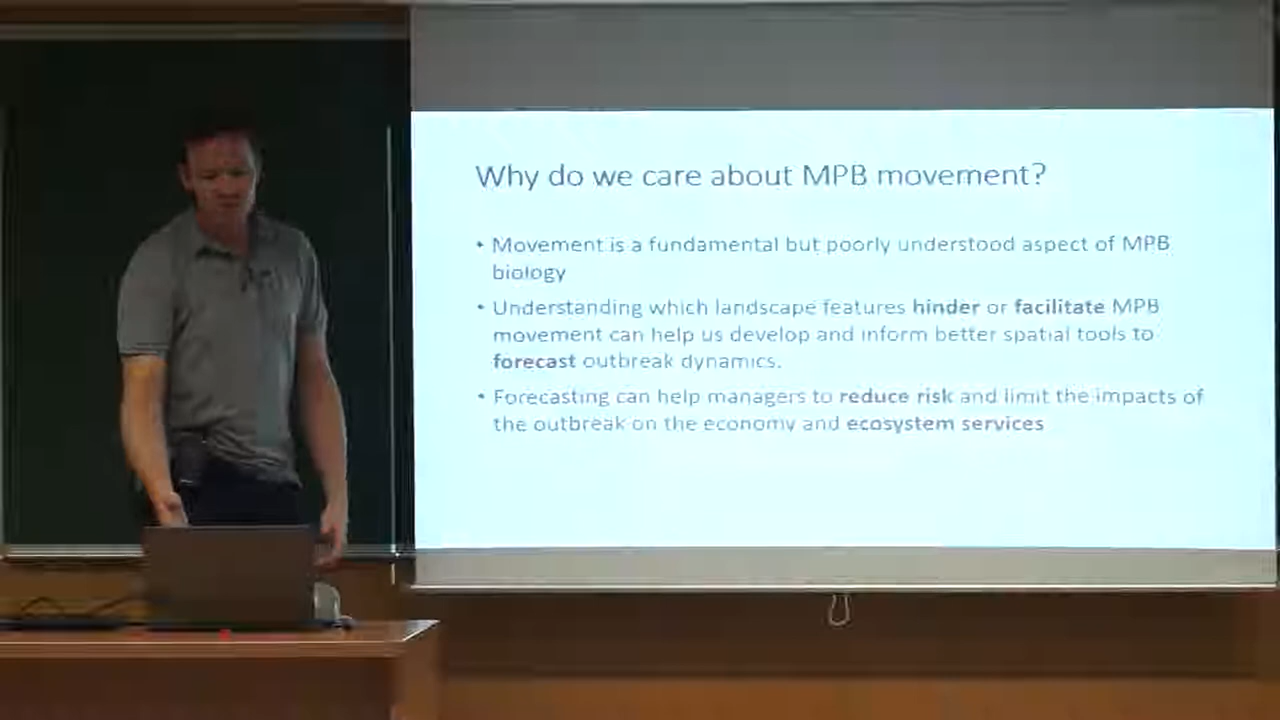 Why do we care about MPB movement?
• Movement is a fundamental but poorly understood aspect of MPB
biology
• Understanding which landscape features hinder or facilitate MPB
movement can help us develop and inform better spatial tools to
forecast outbreak dynamics.
• Forecasting can help managers to reduce risk and limit the impacts of
the outbreak on the economy and ecosystem services